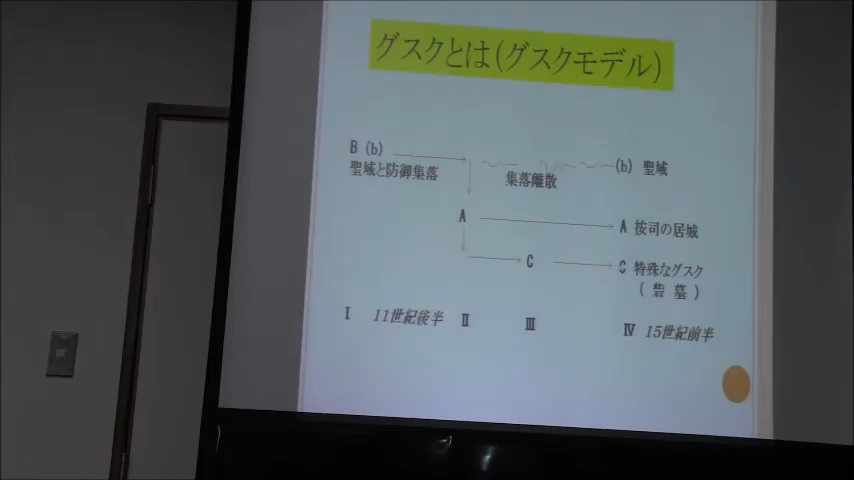 グスクとは(グスクモデル)
B (b)
聖域と防御集落
集落離散
(b) 聖域
A
A 按司の居城
C
C 特殊なグスク
( 砦 墓 )
Ⅰ 11世紀後半 Ⅱ Ⅲ Ⅳ 15世紀前半